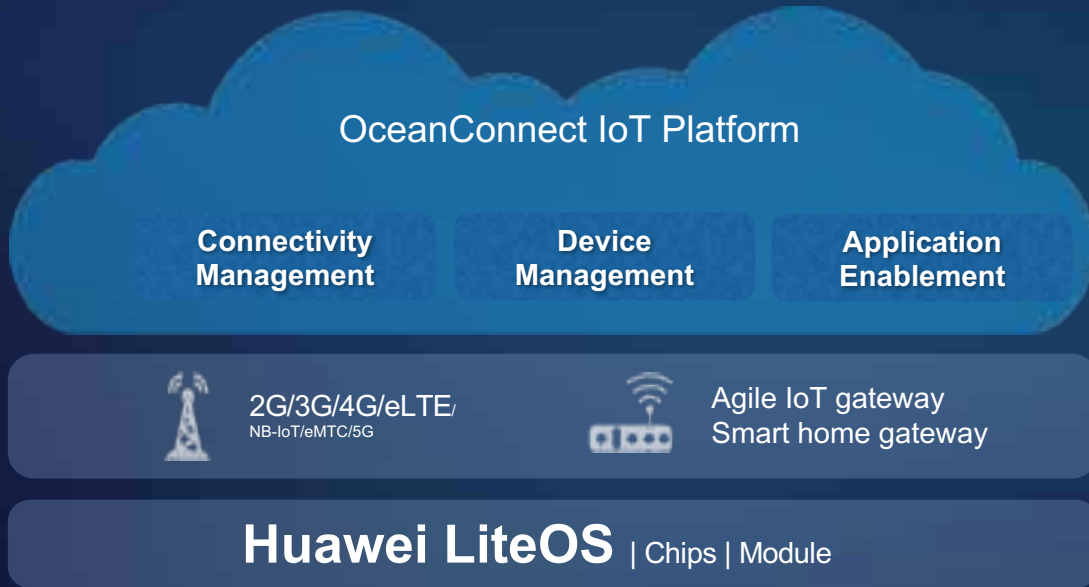 OceanConnect IoT Platform
Connectivity
Management
Device
Management
Application
Enablement
2G/3G/4G/eLTE/
NB-IoT/eMTC/5G
Agile IoT gateway
Smart home gateway
Huawei LiteOS | Chips | Module